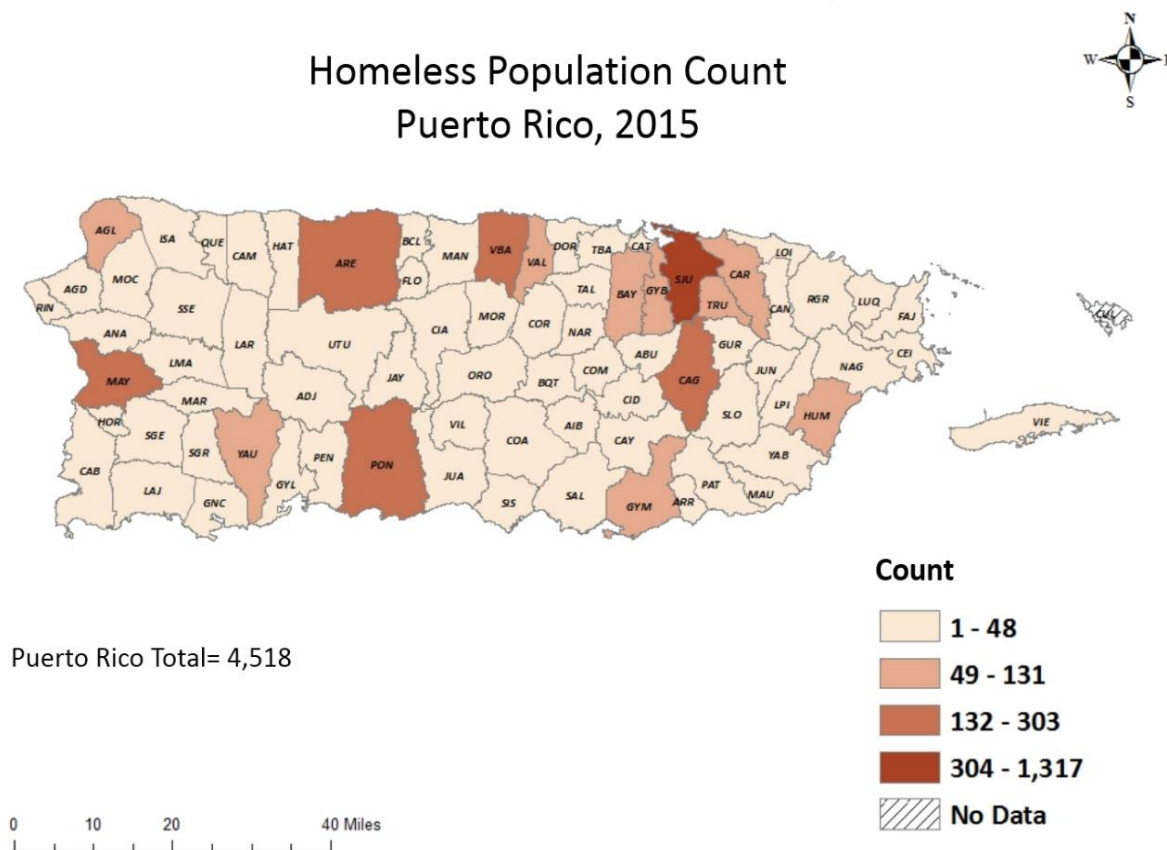 N
W
S
Homeless Population Count
Puerto Rico, 2015
AGL
ISA
QUE
CAM
HAT
ARE
BCL
MAN
VBA
VAL
DOR
TBA
CAT
SJU
CAR
LOI
RIN
AGD
MOC
FLO
TAL
BAY
GYB
TRU
CAN
RGR
LUQ
FAJ
CUL
ANA
SSE
LAR
UTU
CIA
MOR
COR
NAR
ABU
GUR
CEI
MAY
LMA
MAR
ADJ
JAY
ORO
BQT
COM
CID
CAG
JUN
NAG
HOR
SGE
SGR
YAU
GYL
PEN
PON
VIL
COA
AIB
CAY
SLO
LPI
HUM
VIE
CAB
LAJ
GNC
JUA
SIS
SAL
GYM
ARR
PAT
MAU
YAB
Count
1 - 48
49 - 131
132 - 303
304 - 1,317
No Data
Puerto Rico Total= 4,518
0 10 20 40 Miles